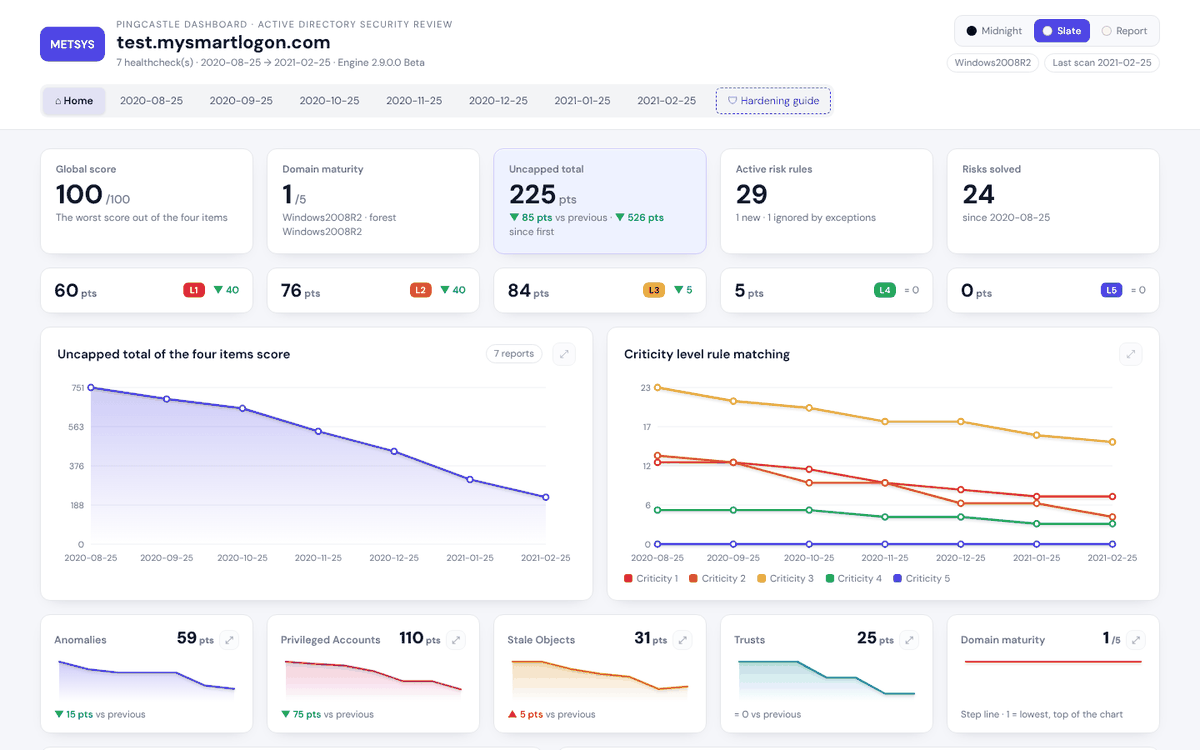 METSYS
PINGCASTLE DASHBOARD · ACTIVE DIRECTORY SECURITY REVIEW
test.mysmartlogon.com
7 healthcheck(s) · 2020-08-25 → 2021-02-25 · Engine 2.9.0.0 Beta
Midnight Slate Report
Windows2008R2 Last scan 2021-02-25
⌂ Home 2020-08-25 2020-09-25 2020-10-25 2020-11-25 2020-12-25 2021-01-25 2021-02-25 Hardening guide
Global score
100 /100
The worst score out of the four items
Domain maturity
1 /5
Windows2008R2 · forest
Windows2008R2
Uncapped total
225 pts
▼ 85 pts vs previous · ▼ 526 pts
since first
Active risk rules
29
1 new · 1 ignored by exceptions
Risks solved
24
since 2020-08-25
60 pts L1 ▼ 40
76 pts L2 ▼ 40
84 pts L3 ▼ 5
5 pts L4 = 0
0 pts L5 = 0
Uncapped total of the four items score
7 reports
751
563
376
188
0
2020-08-25 2020-09-25 2020-10-25 2020-11-25 2020-12-25 2021-01-25 2021-02-25
Criticity level rule matching
23
17
12
6
0
2020-08-25 2020-09-25 2020-10-25 2020-11-25 2020-12-25 2021-01-25 2021-02-25
Criticity 1 Criticity 2 Criticity 3 Criticity 4 Criticity 5
Anomalies 59 pts
▼ 15 pts vs previous
Privileged Accounts 110 pts
▼ 75 pts vs previous
Stale Objects 31 pts
▲ 5 pts vs previous
Trusts 25 pts
= 0 vs previous
Domain maturity 1 /5
Step line · 1 = lowest, top of the chart